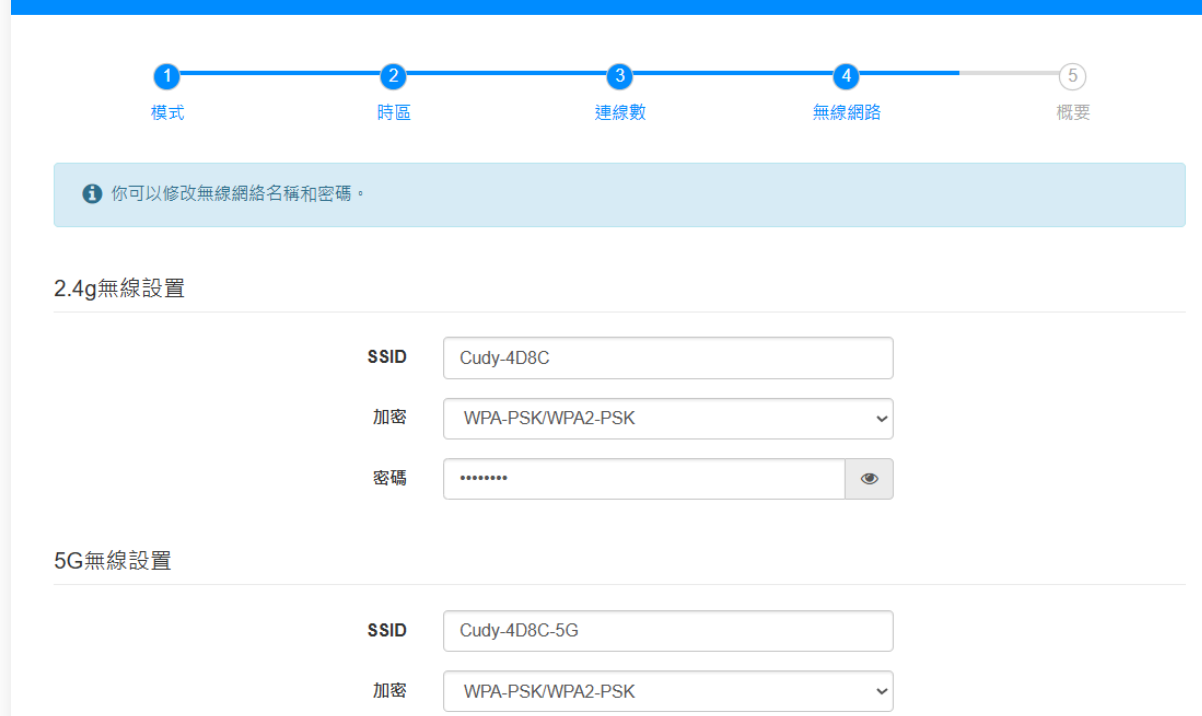 1 2 3 4 5
模式 時區 連線數 無線網路 概要
你可以修改無線網絡名稱和密碼。
2.4g無線設置
SSID Cudy-4D8C
加密 WPA-PSK/WPA2-PSK
密碼 ••••••••
5G無線設置
SSID Cudy-4D8C-5G
加密 WPA-PSK/WPA2-PSK